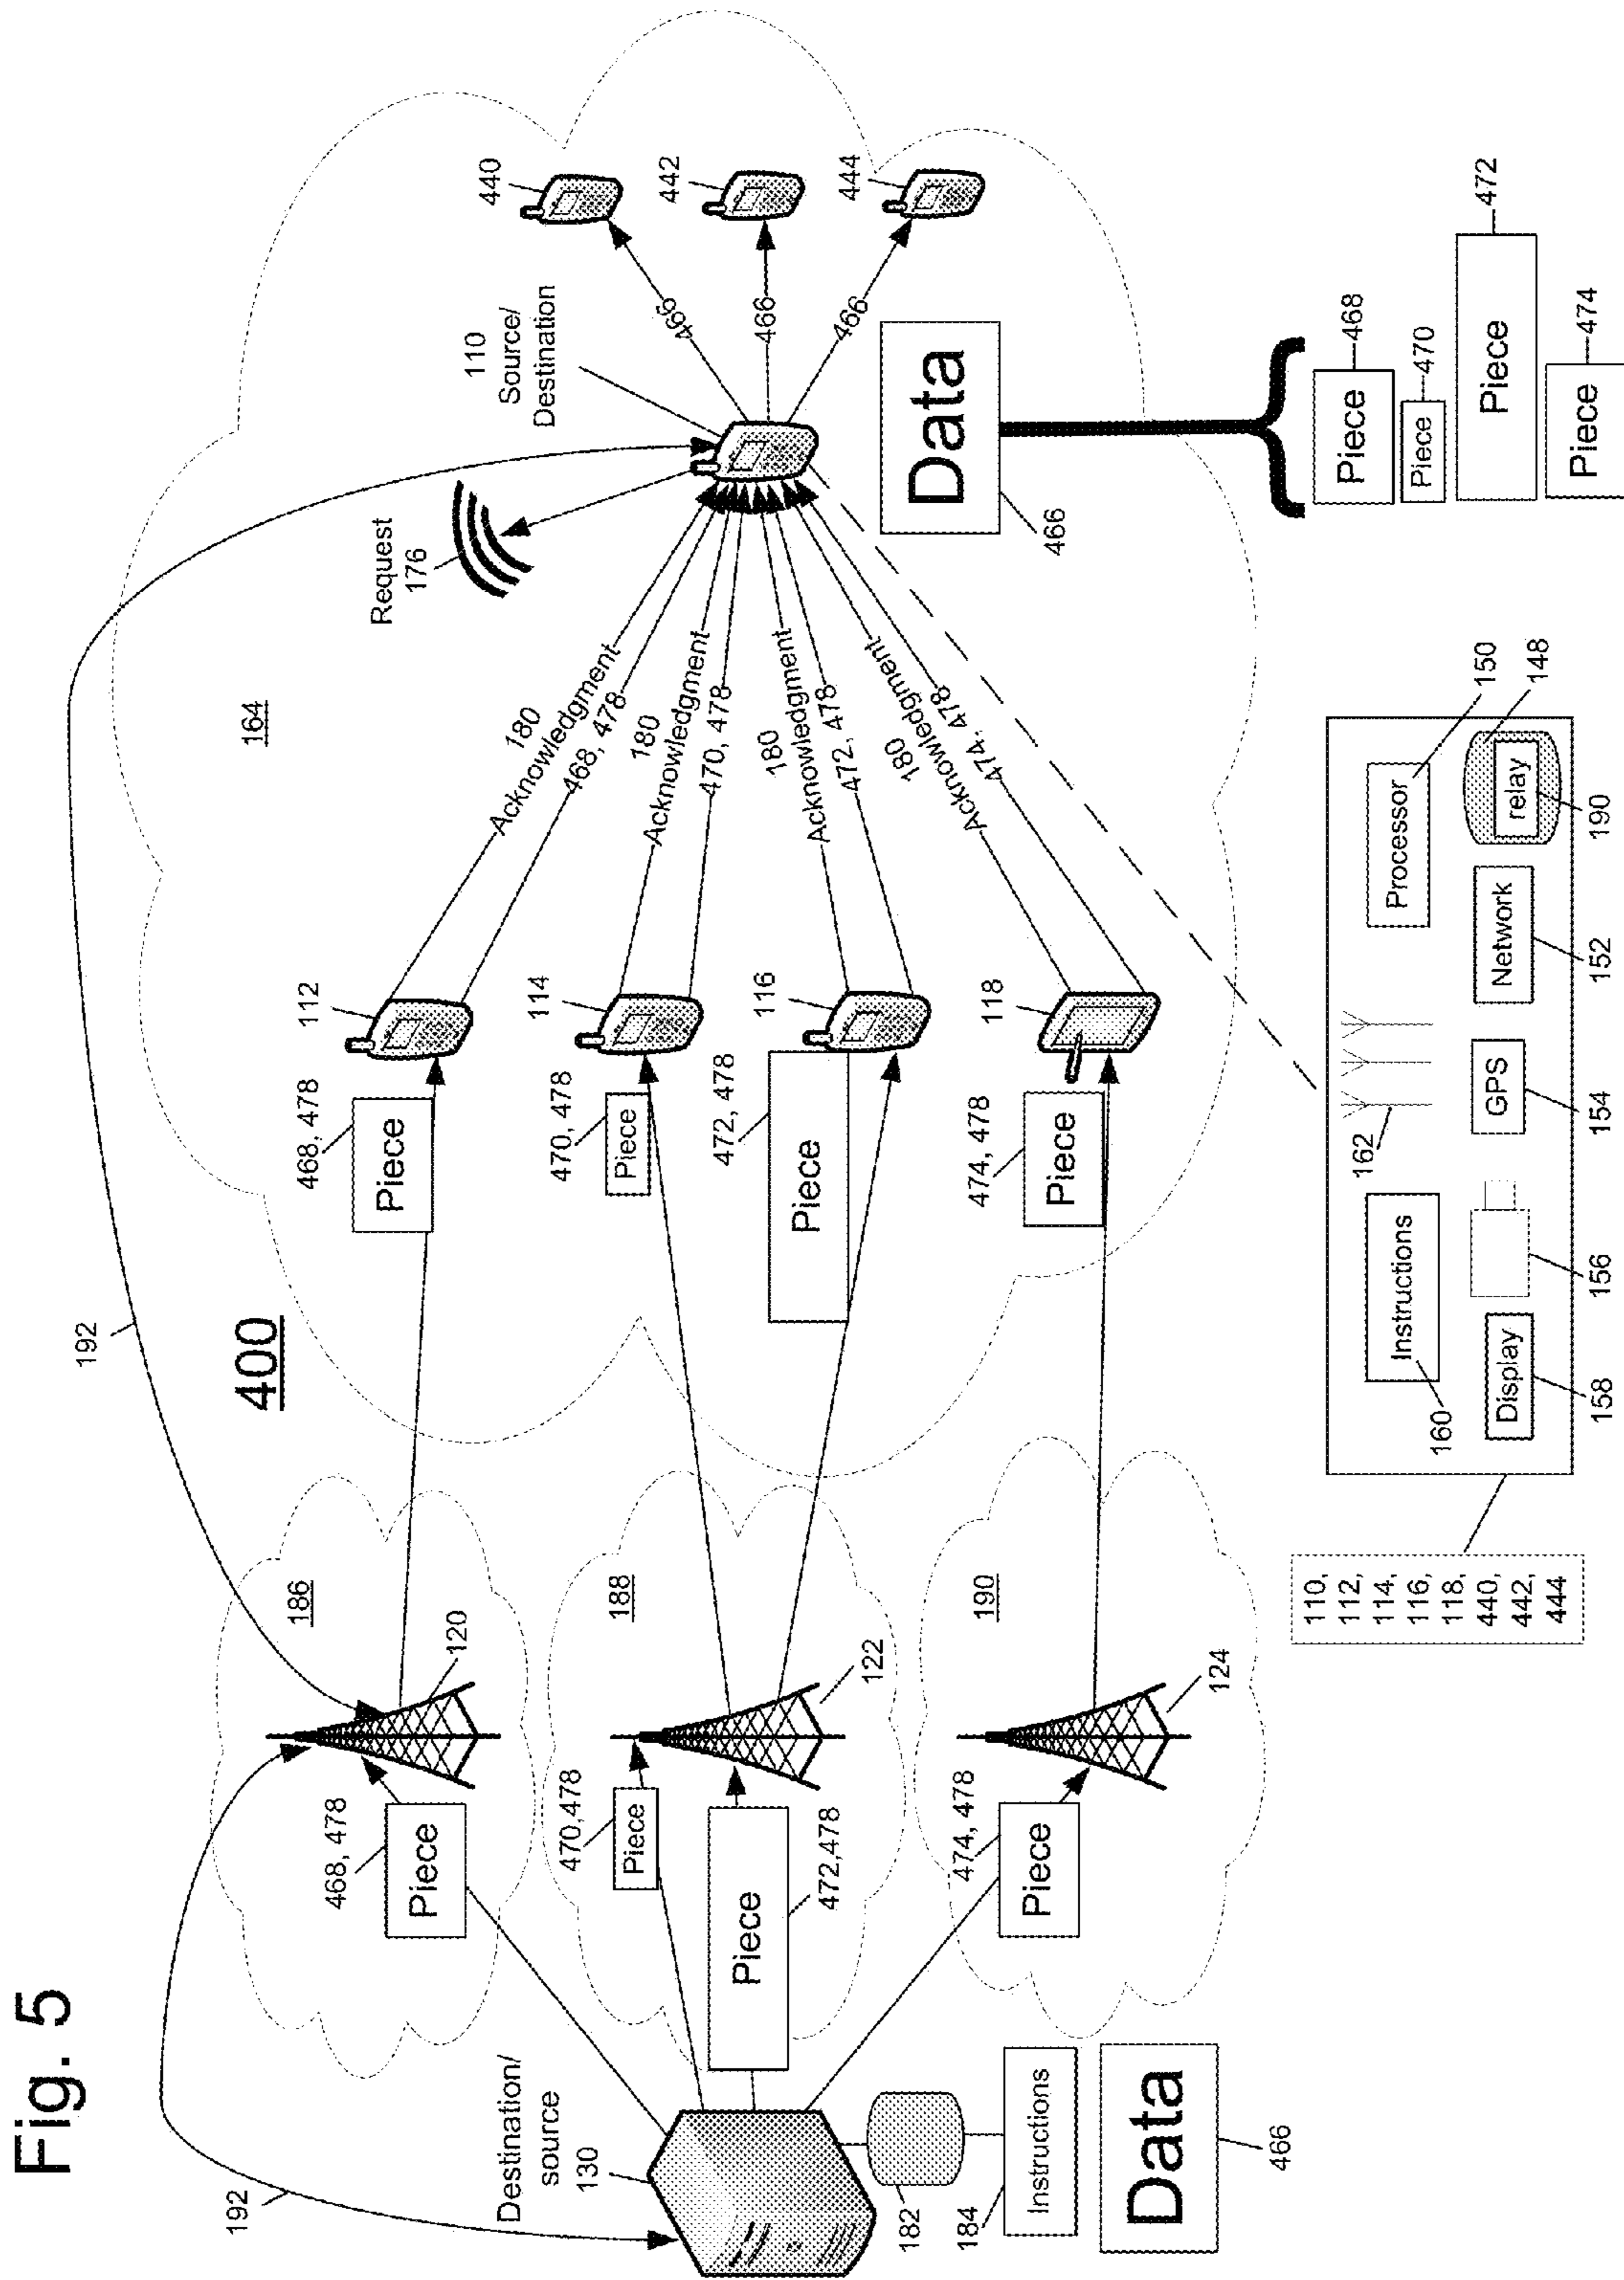 Fig. 5
400
192
192
Destination/
source
130
182
184
Instructions
Data
466
186
120
468, 478
Piece
188
122
470,478
Piece
Piece
472,478
190
124
474, 478
Piece
164
112
468, 478
Piece
114
470, 478
Piece
116
472, 478
Piece
118
474, 478
Piece
180
Acknowledgment
468, 478
180
Acknowledgment
470, 478
180
Acknowledgment
472, 478
180
Acknowledgment
474, 478
Request
176
110
Source/
Destination
466
466
466
440
442
444
Data
466
Piece
468
Piece
470
Piece
472
Piece
474
110,
112,
114,
116,
118,
440,
442,
444
Instructions
160
162
Processor
150
Display
158
156
GPS
154
Network
152
relay
190
148